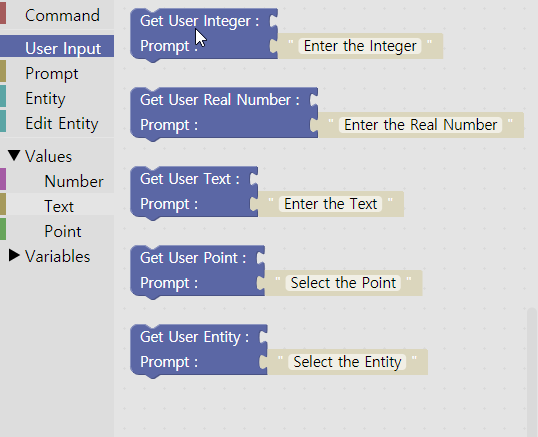 Command
User Input
Prompt
Entity
Edit Entity
▼ Values
Number
Text
Point
▶ Variables
Get User Integer :
Prompt : " Enter the Integer "
Get User Real Number :
Prompt : " Enter the Real Number "
Get User Text :
Prompt : " Enter the Text "
Get User Point :
Prompt : " Select the Point "
Get User Entity :
Prompt : " Select the Entity "